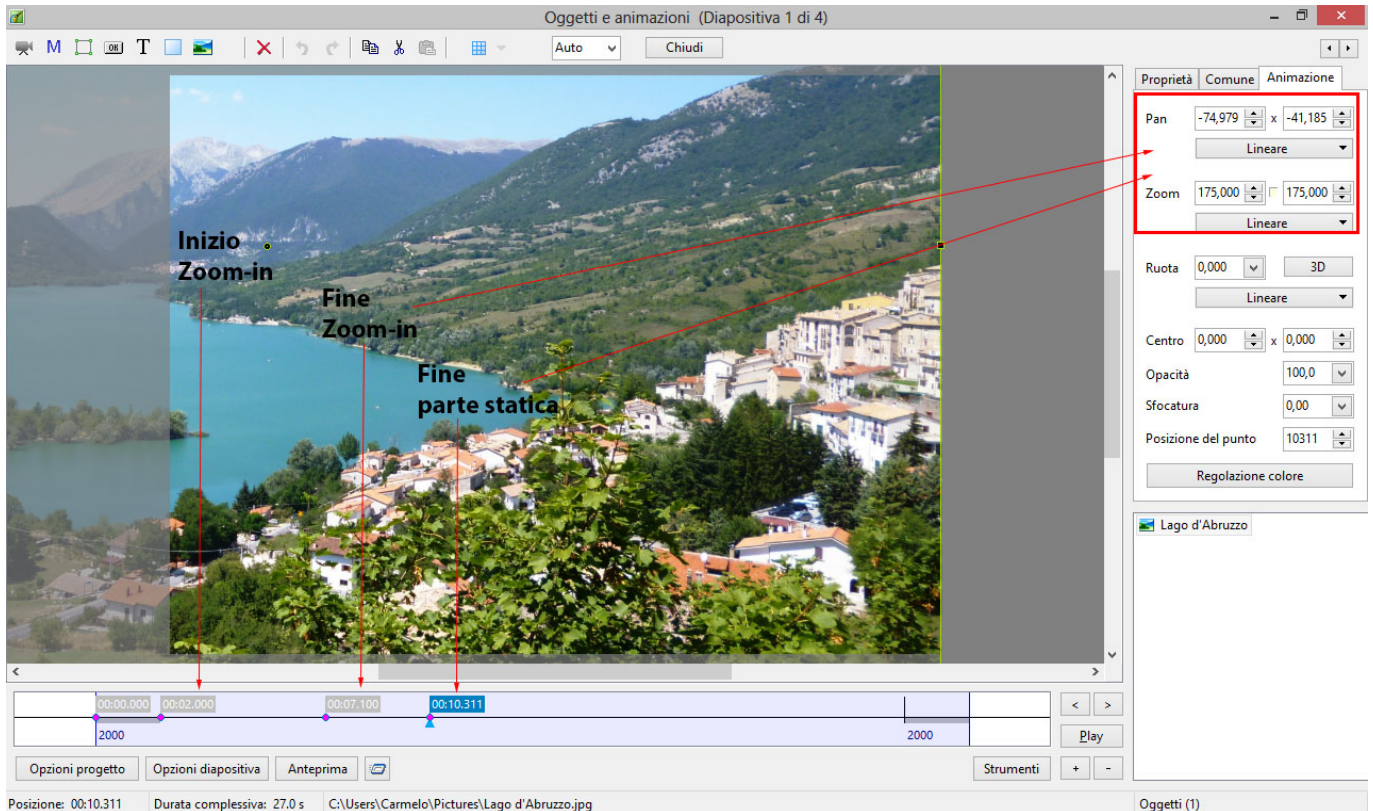 Oggetti e animazioni (Diapositiva 1 di 4)
M OK T Auto Chiudi
Proprietà Comune Animazione
Pan -74,979 x -41,185
Lineare
Zoom 175,000 175,000
Lineare
Ruota 0,000 3D
Lineare
Centro 0,000 x 0,000
Opacità 100,0
Sfocatura 0,00
Posizione del punto 10311
Regolazione colore
Lago d'Abruzzo
Inizio
Zoom-in
Fine
Zoom-in
Fine
parte statica
00:00.000 00:02.000 00:07.100 00:10.311
2000 2000
< >
Play
Opzioni progetto Opzioni diapositiva Anteprima Strumenti + -
Posizione: 00:10.311 Durata complessiva: 27.0 s C:\Users\Carmelo\Pictures\Lago d'Abruzzo.jpg Oggetti (1)